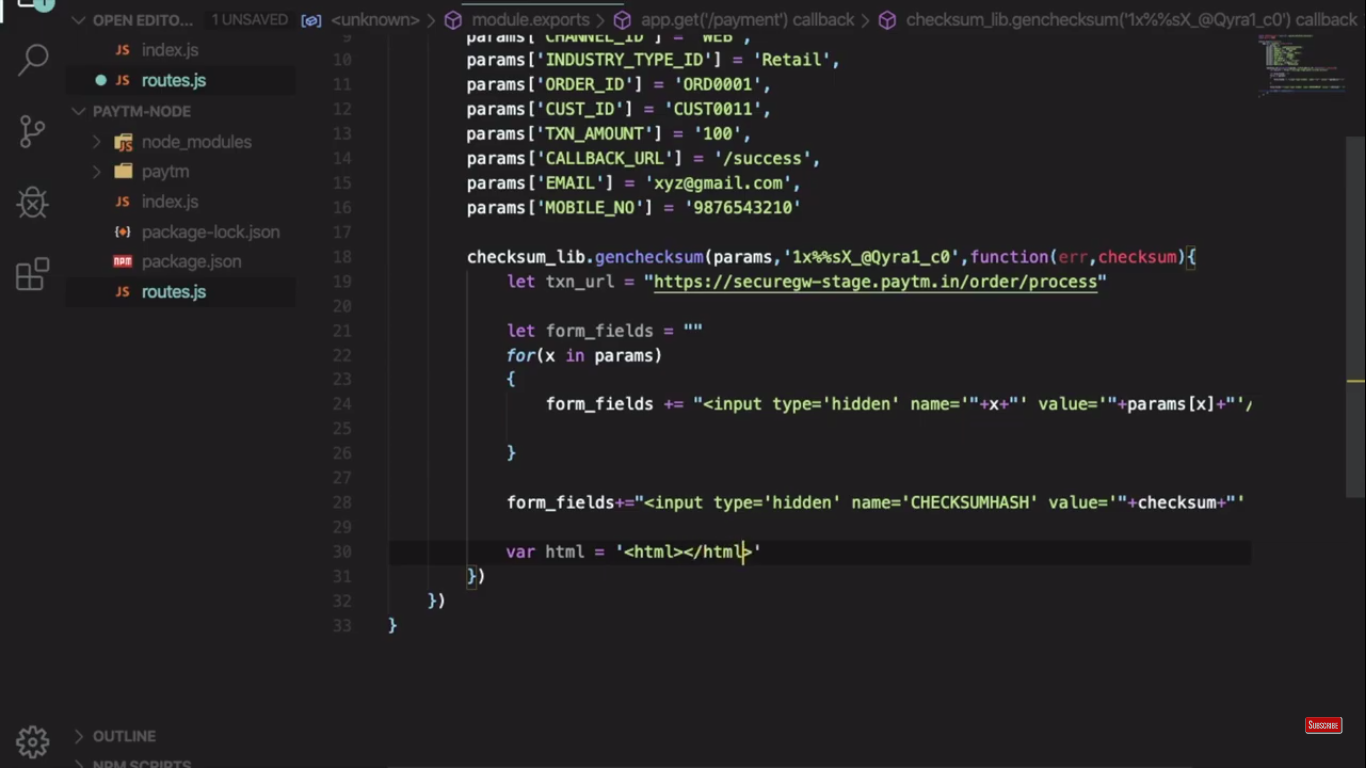 OPEN EDITO... 1 UNSAVED
<unknown> > module.exports > app.get('/payment') callback > checksum_lib.genchecksum('1x%%sX_@Qyra1_c0') callback
JS index.js
JS routes.js
PAYTM-NODE
node_modules
paytm
JS index.js
package-lock.json
package.json
JS routes.js
OUTLINE
NPM SCRIPTS
9 params['CHANNEL_ID'] = 'WEB',
10 params['INDUSTRY_TYPE_ID'] = 'Retail',
11 params['ORDER_ID'] = 'ORD0001',
12 params['CUST_ID'] = 'CUST0011',
13 params['TXN_AMOUNT'] = '100',
14 params['CALLBACK_URL'] = '/success',
15 params['EMAIL'] = 'xyz@gmail.com',
16 params['MOBILE_NO'] = '9876543210'
17
18 checksum_lib.genchecksum(params,'1x%%sX_@Qyra1_c0',function(err,checksum){
19 let txn_url = "https://securegw-stage.paytm.in/order/process"
20
21 let form_fields = ""
22 for(x in params)
23 {
24 form_fields += "<input type='hidden' name='"+x+"' value='"+params[x]+"'/
25
26 }
27
28 form_fields+="<input type='hidden' name='CHECKSUMHASH' value='"+checksum+"'
29
30 var html = '<html></html>'
31 })
32 })
33 }
SUBSCRIBE